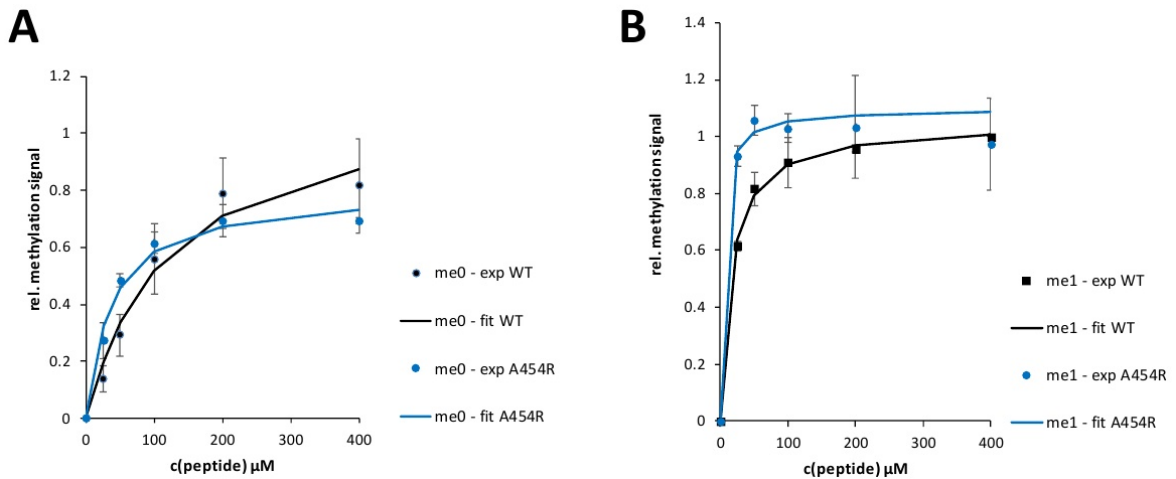 A
rel. methylation signal
1.2
1
0.8
0.6
0.4
0.2
0
0
100
200
300
400
c(peptide) µM
me0 - exp WT
me0 - fit WT
me0 - exp A454R
me0 - fit A454R
B
rel. methylation signal
1.4
1.2
1
0.8
0.6
0.4
0.2
0
0
100
200
300
400
c(peptide) µM
me1 - exp WT
me1 - fit WT
me1 - exp A454R
me1 - fit A454R